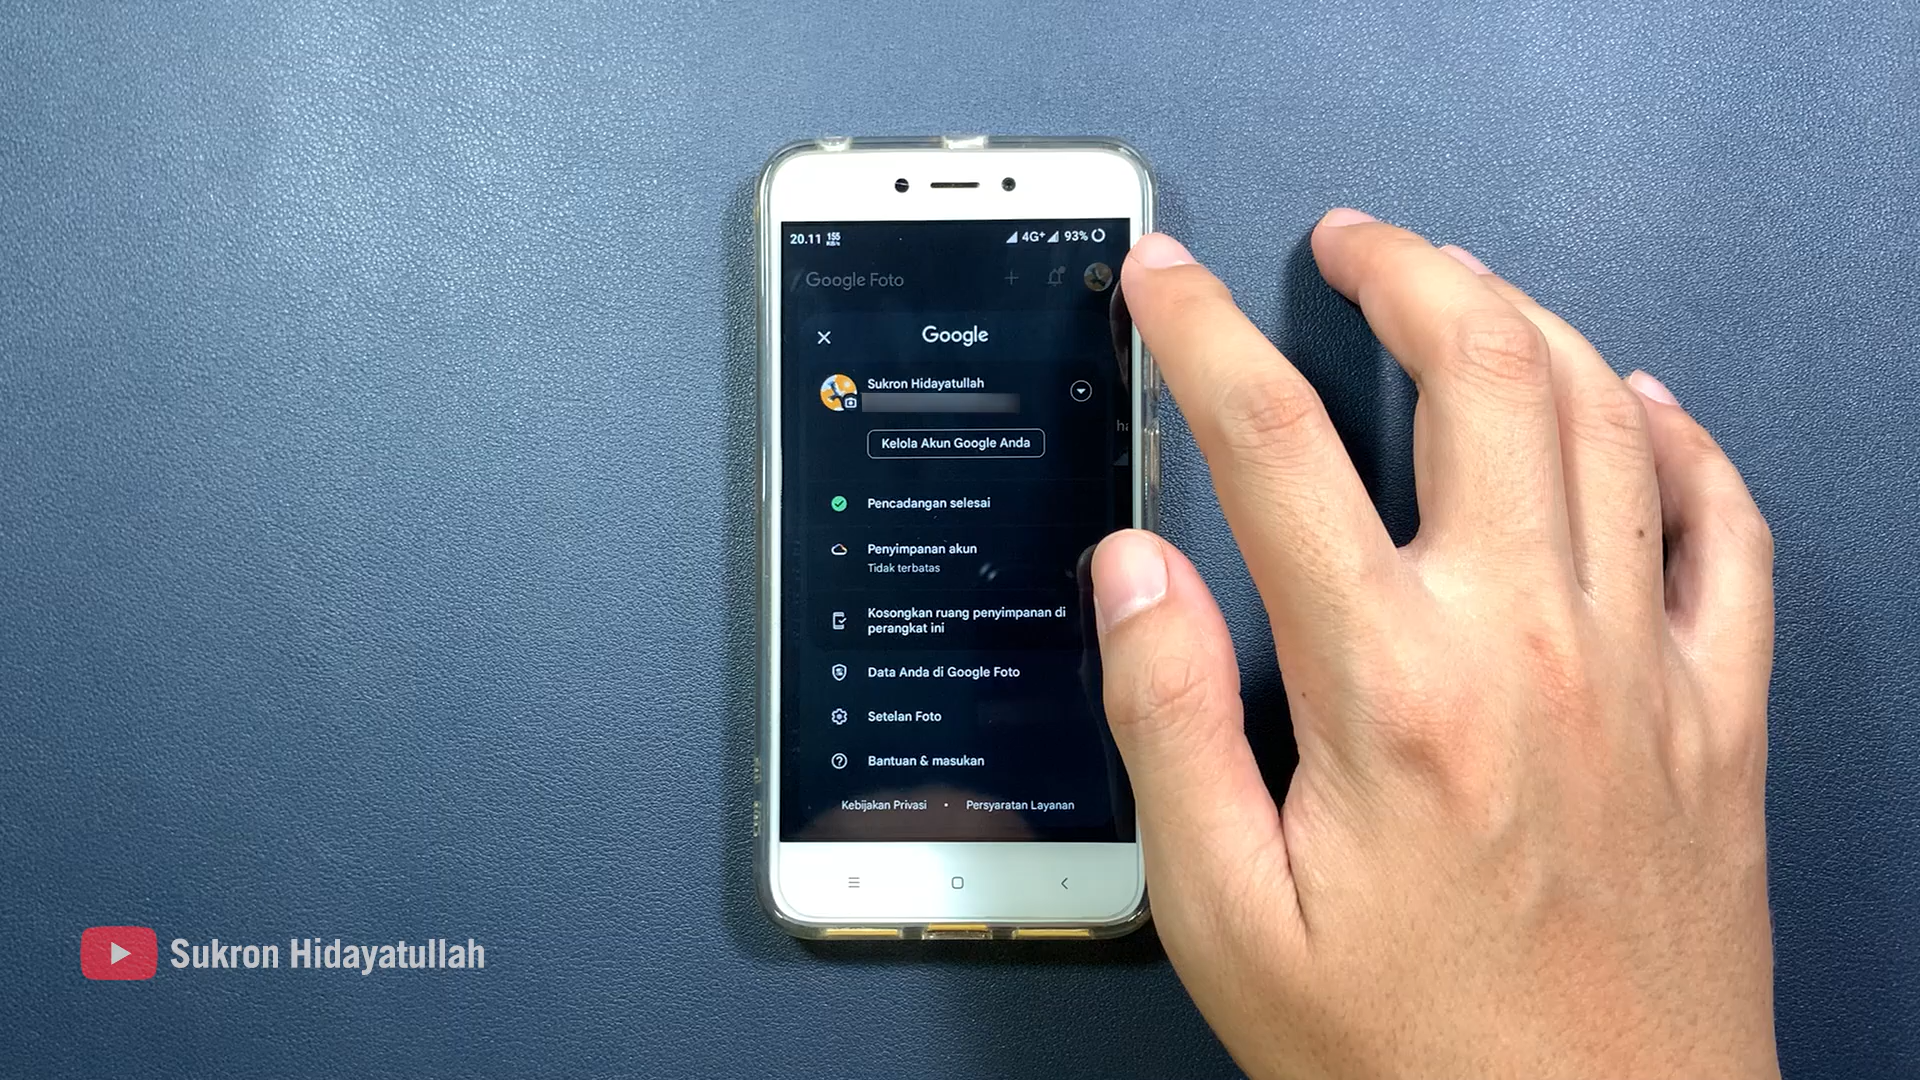 20.11 155 KB/s 4G+ 93%
Google Foto
Google
Sukron Hidayatullah
Kelola Akun Google Anda
Pencadangan selesai
Penyimpanan akun
Tidak terbatas
Kosongkan ruang penyimpanan di
perangkat ini
Data Anda di Google Foto
Setelan Foto
Bantuan & masukan
Kebijakan Privasi • Persyaratan Layanan
Sukron Hidayatullah